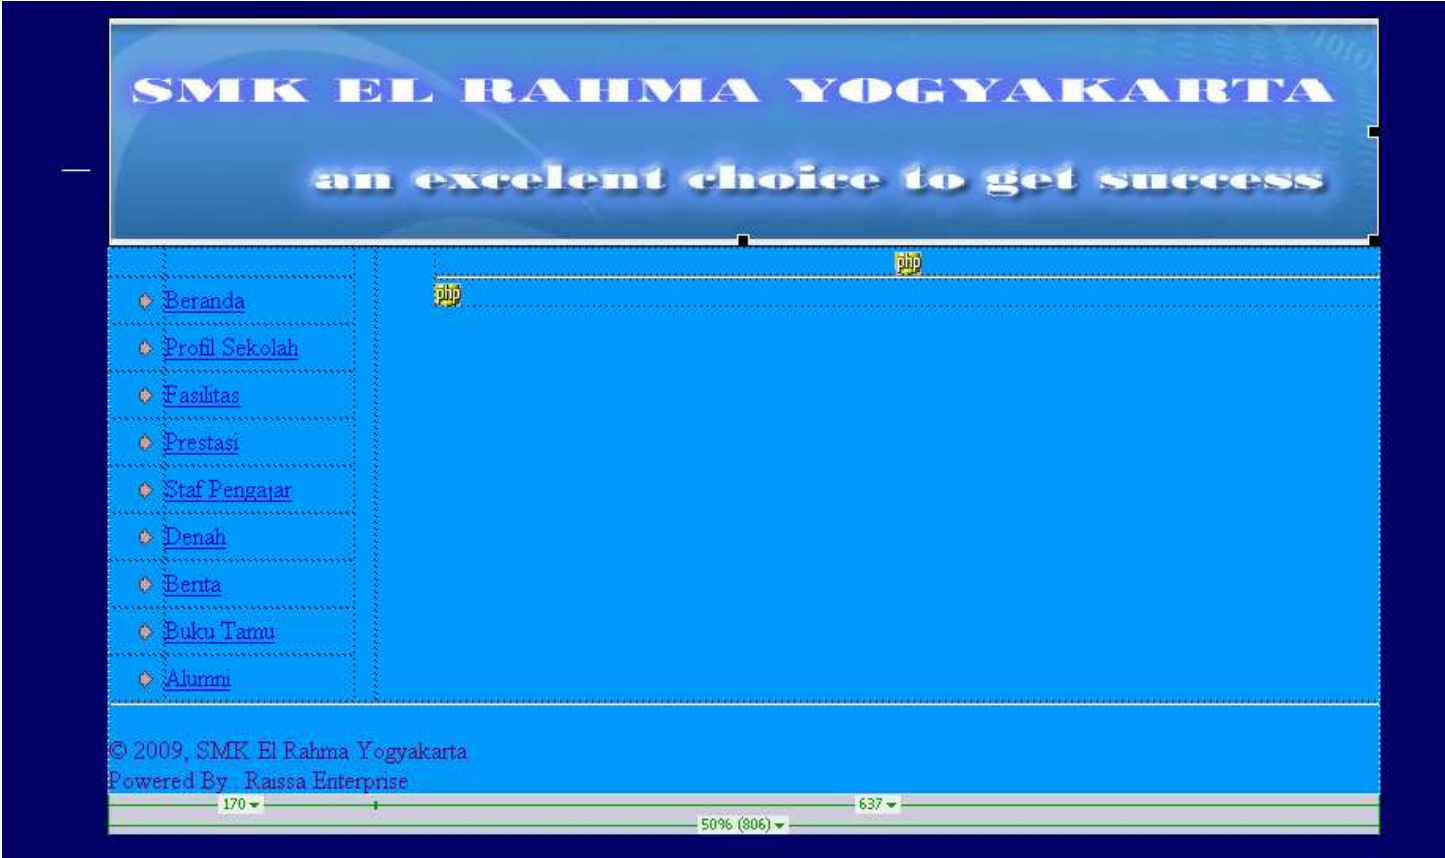 SMK EL RAHMA YOGYAKARTA
an excelent choice to get success
php
php
Beranda
Profil Sekolah
Fasilitas
Prestasi
Staf Pengajar
Denah
Berita
Buku Tamu
Alumni
© 2009, SMK El Rahma Yogyakarta
Powered By : Raissa Enterprise
170 637
50% (806)